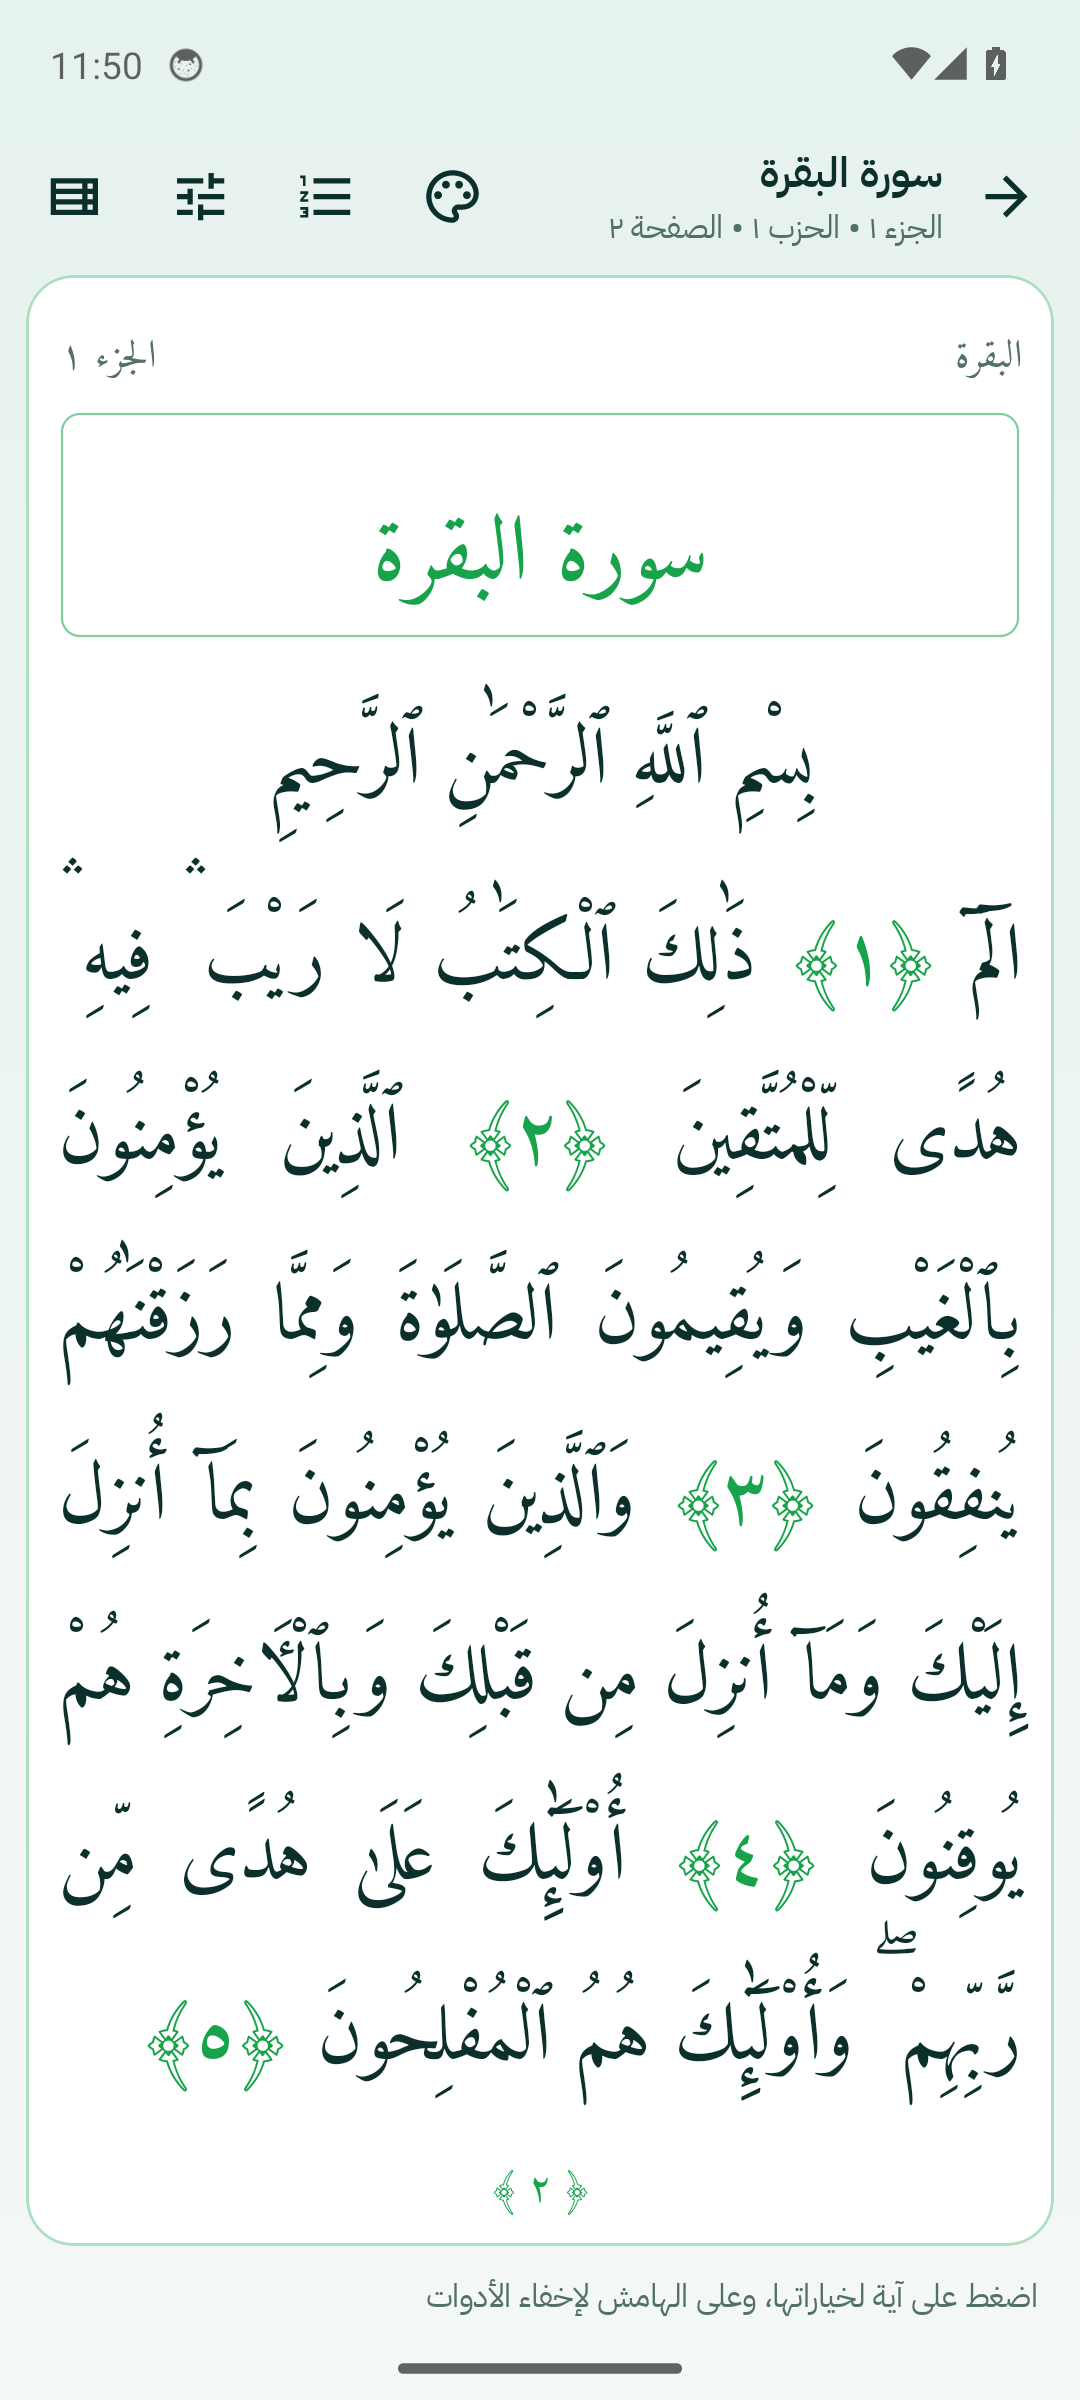 11:50
سورة البقرة
الجزء ١ • الحزب ١ • الصفحة ٢
البقرة
الجزء ١
سورة البقرة
بِسْمِ ٱللَّهِ ٱلرَّحْمَٰنِ ٱلرَّحِيمِ
الٓمٓ ﴿١﴾ ذَٰلِكَ ٱلْكِتَٰبُ لَا رَيْبَ ۛ فِيهِ ۛ
هُدًى لِّلْمُتَّقِينَ ﴿٢﴾ ٱلَّذِينَ يُؤْمِنُونَ
بِٱلْغَيْبِ وَيُقِيمُونَ ٱلصَّلَوٰةَ وَمِمَّا رَزَقْنَٰهُمْ
يُنفِقُونَ ﴿٣﴾ وَٱلَّذِينَ يُؤْمِنُونَ بِمَآ أُنزِلَ
إِلَيْكَ وَمَآ أُنزِلَ مِن قَبْلِكَ وَبِٱلْـَٔاخِرَةِ هُمْ
يُوقِنُونَ ﴿٤﴾ أُو۟لَٰٓئِكَ عَلَىٰ هُدًى مِّن
رَّبِّهِمْ ۖ وَأُو۟لَٰٓئِكَ هُمُ ٱلْمُفْلِحُونَ ﴿٥﴾
﴿ ٢ ﴾
اضغط على آية لخياراتها، وعلى الهامش لإخفاء الأدوات